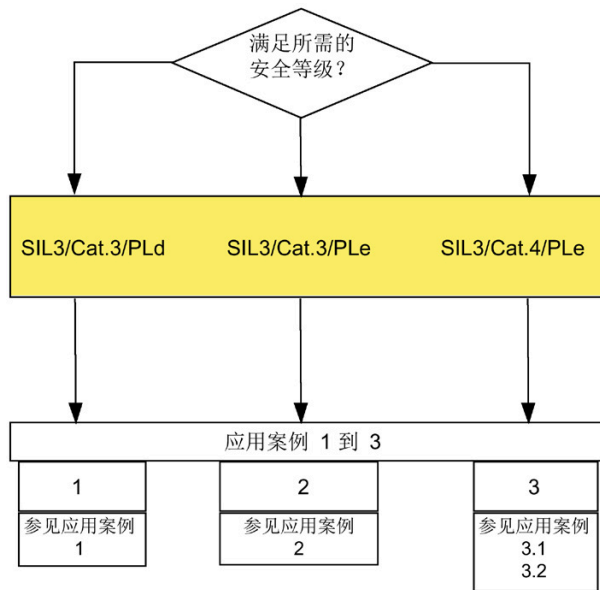 满足所需的
安全等级？
SIL3/Cat.3/PLd
SIL3/Cat.3/PLe
SIL3/Cat.4/PLe
应用案例 1 到 3
1
2
3
参见应用案例
1
参见应用案例
2
参见应用案例
3.1
3.2